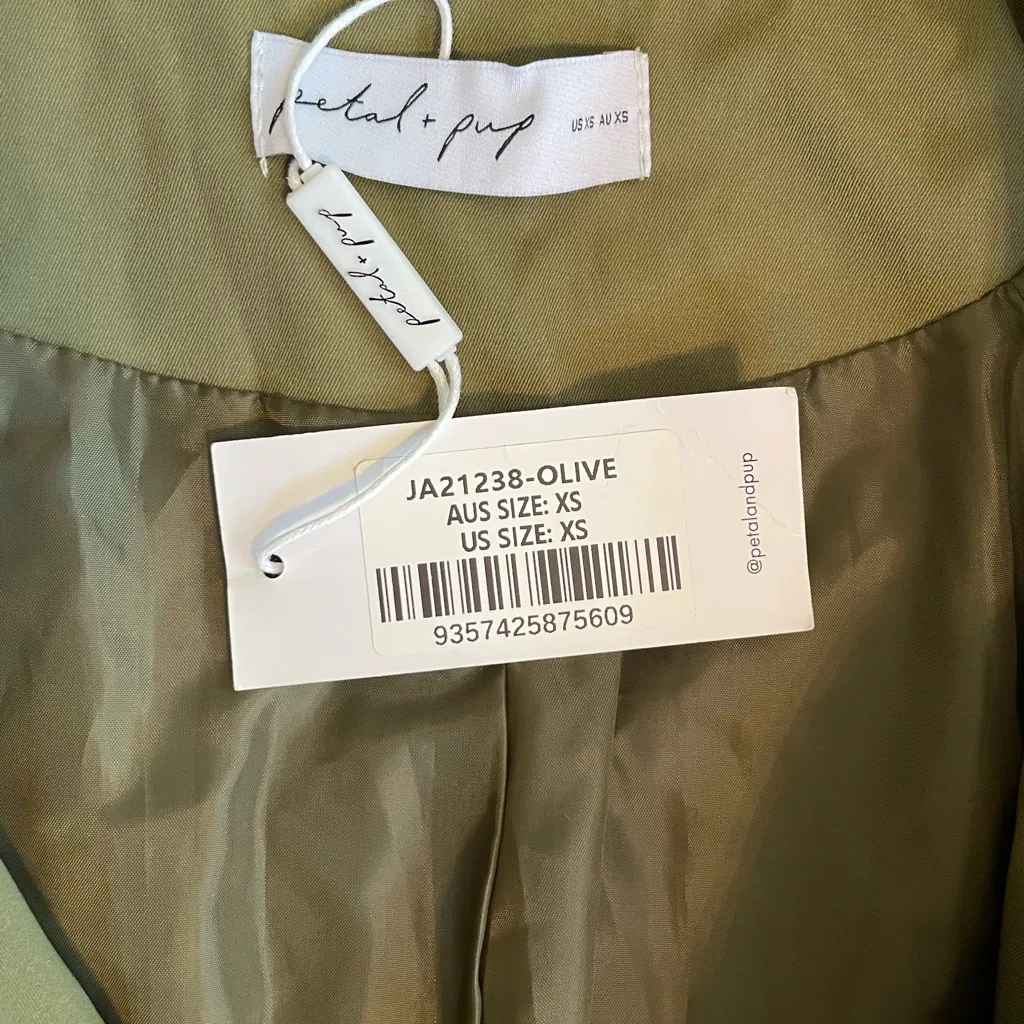 petal + pup
US XS AU XS
petal + pup
JA21238-OLIVE
AUS SIZE: XS
US SIZE: XS
9357425875609
@petalandpup